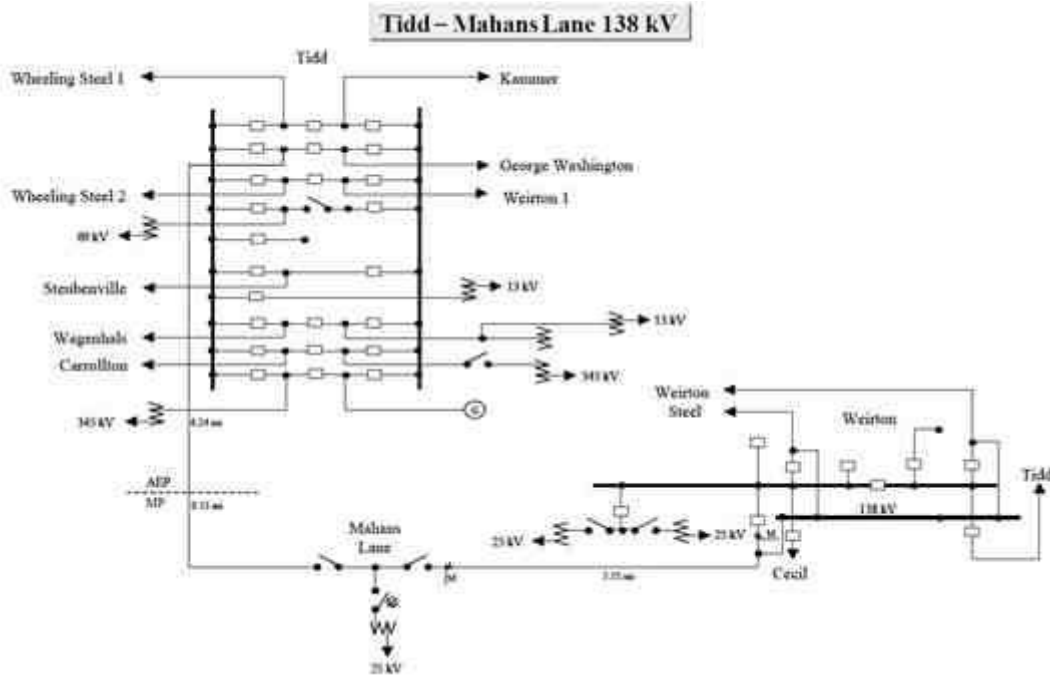 Tidd – Mahans Lane 138 kV
Tidd
Wheeling Steel 1
Kammer
George Washington
Wheeling Steel 2
Weirton 1
69 kV
Steubenville
13 kV
Wagenhals
13 kV
Carrollton
345 kV
345 kV
G
Weirton
Steel
Weirton
Tidd
AEP
MP
138 kV
Mahans
Lane
25 kV
25 kV
M
Cecil
M
25 kV